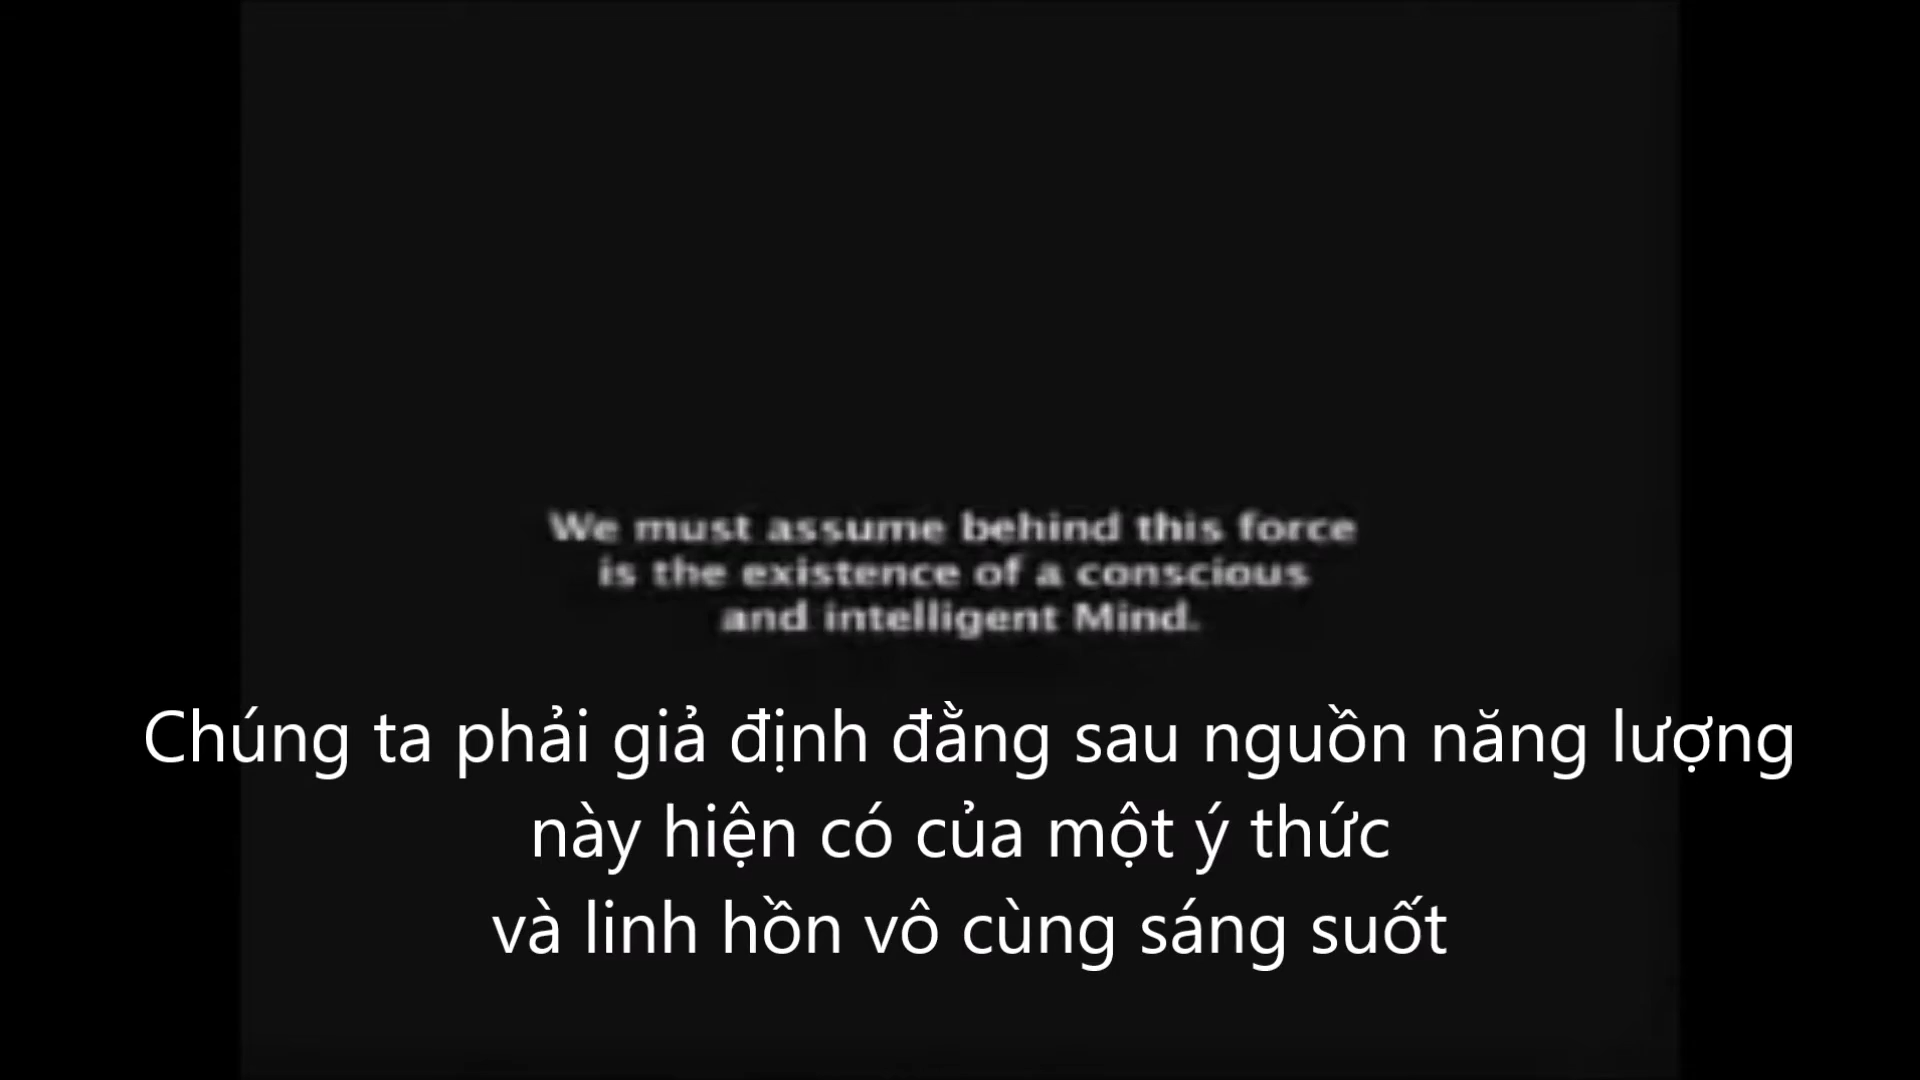 We must assume behind this force
is the existence of a conscious
and intelligent Mind.
Chúng ta phải giả định đằng sau nguồn năng lượng
này hiện có của một ý thức
và linh hồn vô cùng sáng suốt